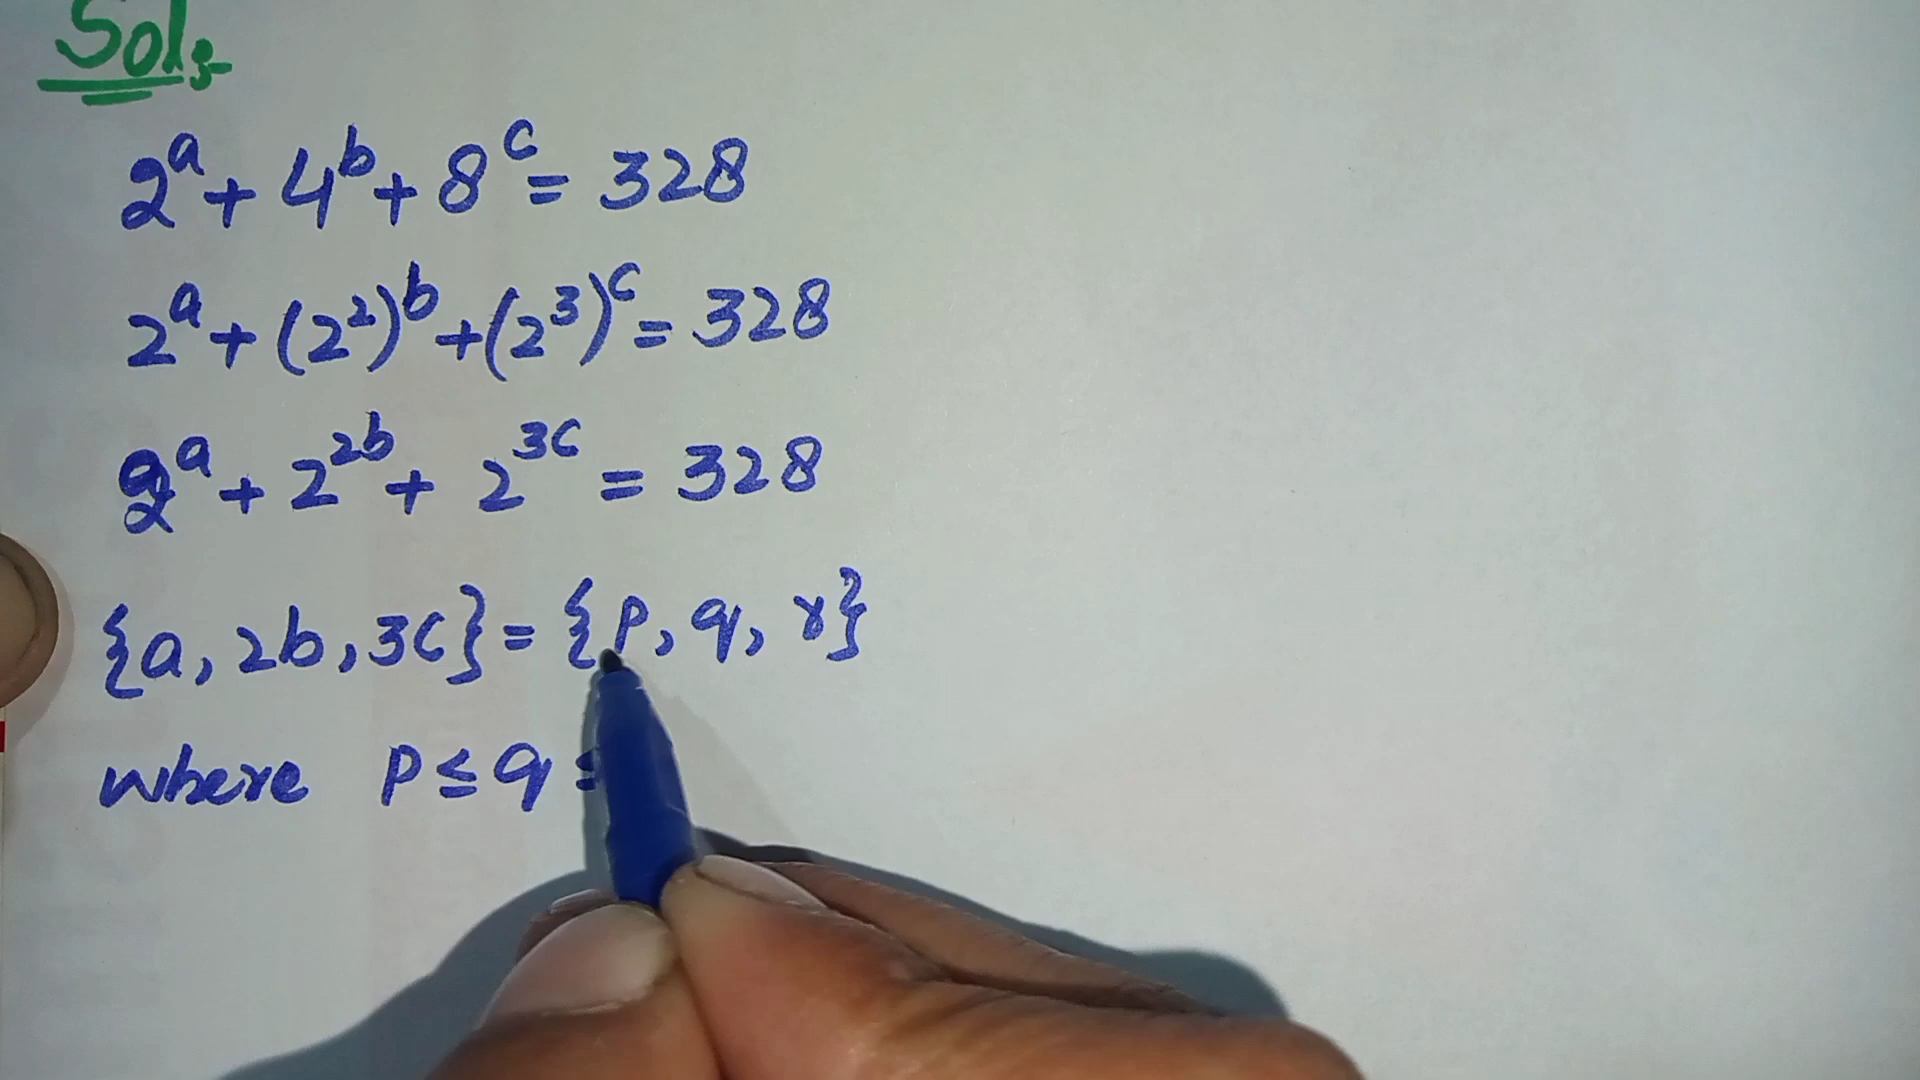 Sol:-
2^a + 4^b + 8^c = 328
2^a + (2^2)^b + (2^3)^c = 328
2^a + 2^{2b} + 2^{3c} = 328
{a, 2b, 3c} = {p, q, r}
where p ≤ q